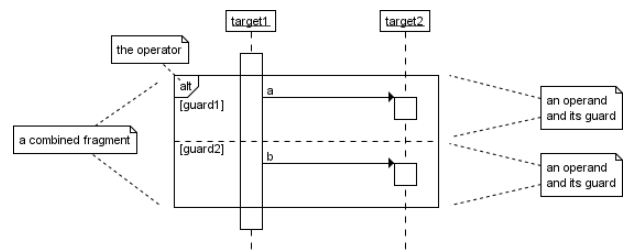 target1
target2
the operator
alt
a
[guard1]
an operand
and its guard
a combined fragment
[guard2]
b
an operand
and its guard